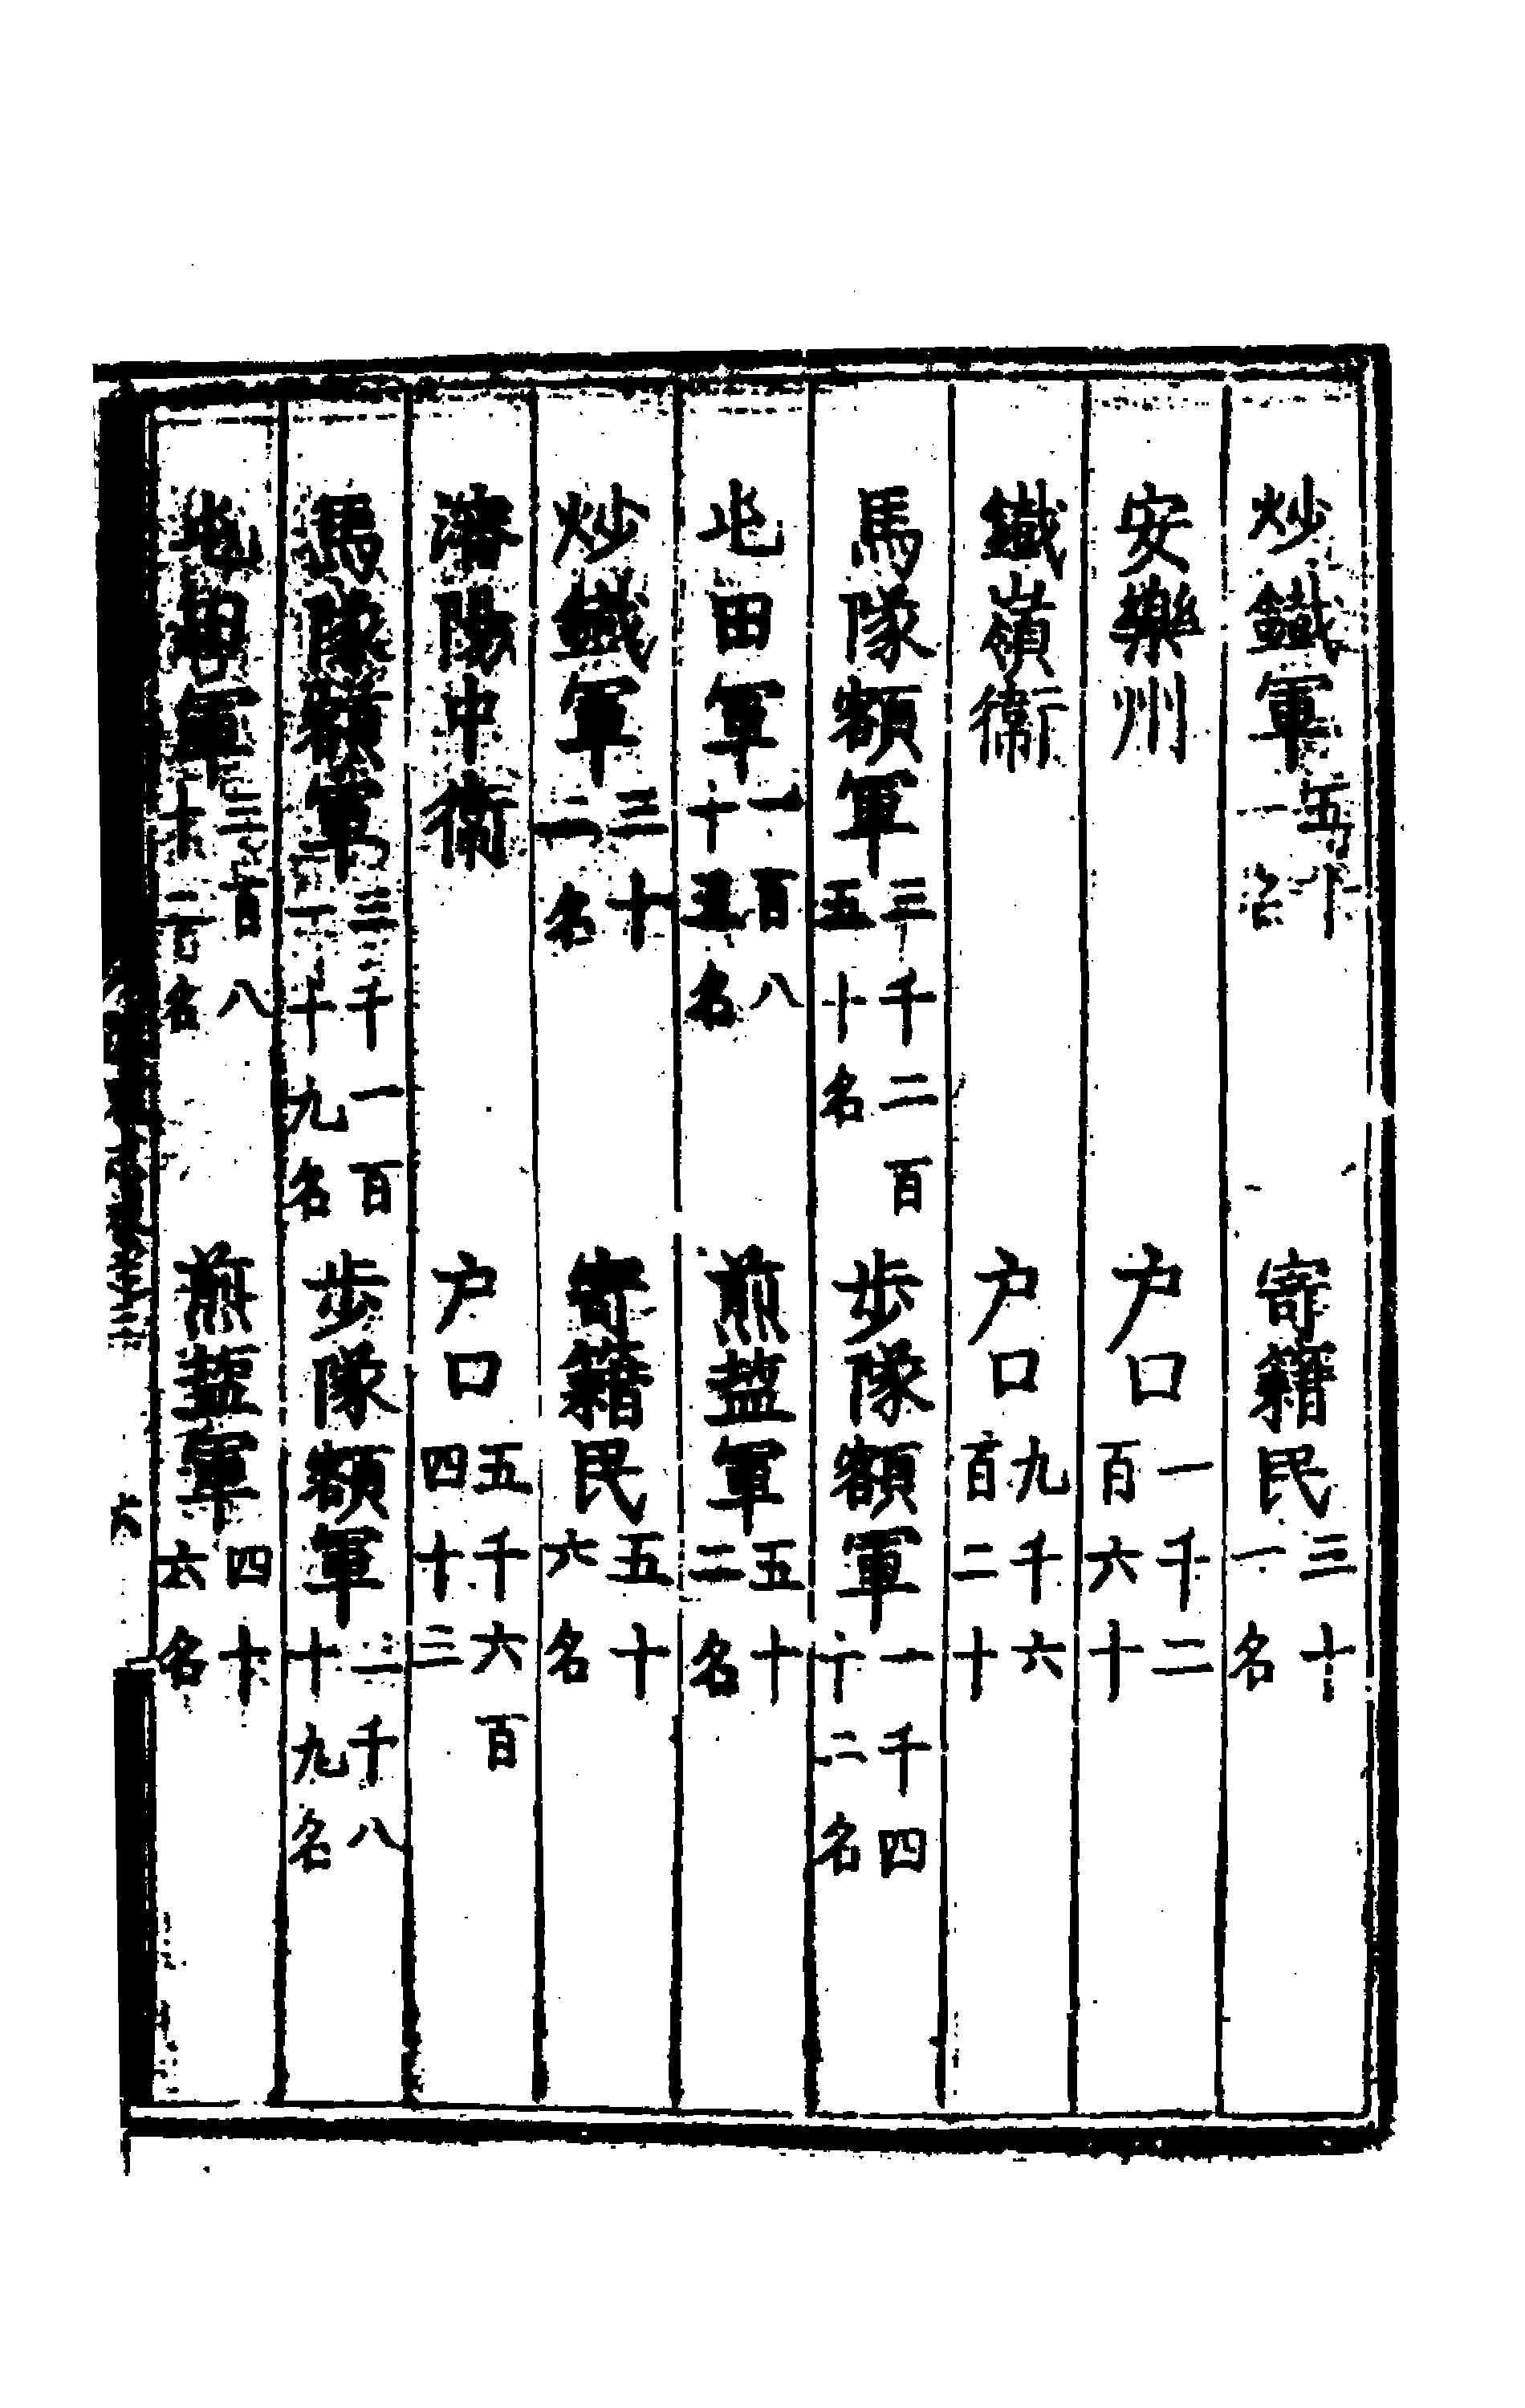 炒鐵軍五十一名 寄籍民三十一名
安樂州 户口一千二百六十
鐵嶺衛 户口九千六百二十
馬隊額軍三千二百五十名 步隊額軍一千四十二名
屯田軍一百八十五名 煎盐軍五十二名
炒鐵軍三十二名 寄籍民五十六名
瀋陽中衛 户口五千六百四十三
馬隊額軍三千一百一十九名 步隊額軍二千八十九名
屯田軍三百八十二名 煎盐軍四十六名
六